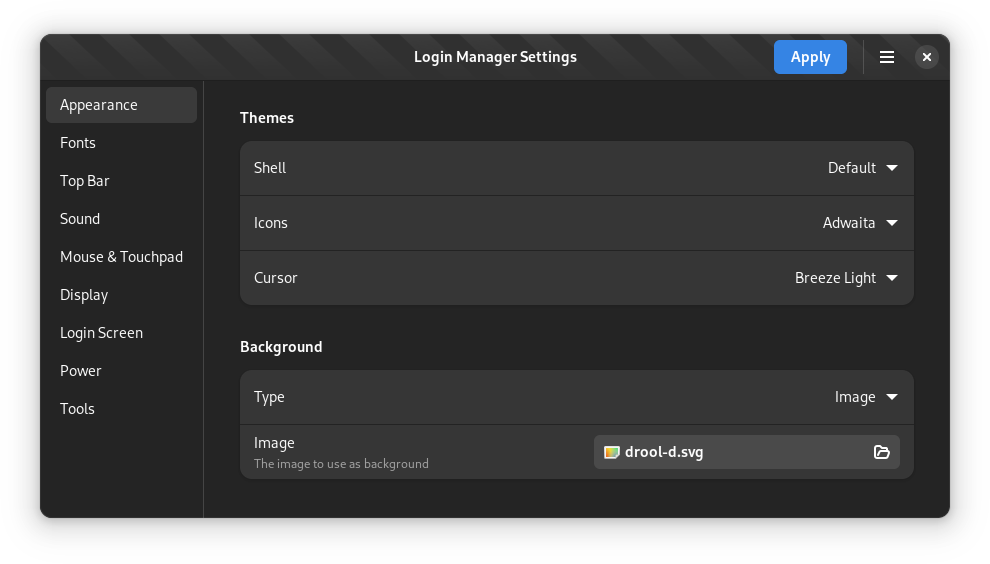 Login Manager Settings
Apply
Appearance
Fonts
Top Bar
Sound
Mouse & Touchpad
Display
Login Screen
Power
Tools
Themes
Shell Default
Icons Adwaita
Cursor Breeze Light
Background
Type Image
Image
The image to use as background
drool-d.svg